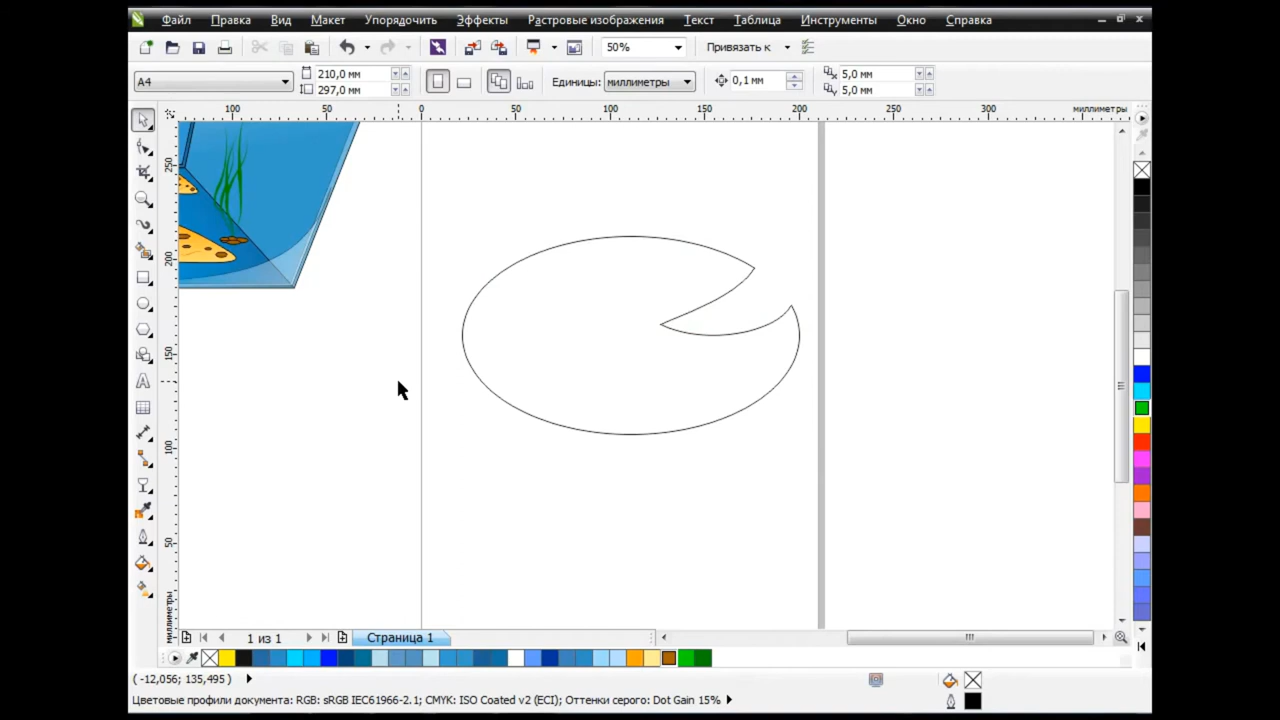 Файл Правка Вид Макет Упорядочить Эффекты Растровые изображения Текст Таблица Инструменты Окно Справка
50% Привязать к
A4 210,0 мм 297,0 мм Единицы: миллиметры 0,1 мм 5,0 мм 5,0 мм
100 50 0 50 100 150 200 250 300 миллиметры
250
200
150
100
50
миллиметры
1 из 1 Страница 1
( -12,056; 135,495 )
Цветовые профили документа: RGB: sRGB IEC61966-2.1; CMYK: ISO Coated v2 (ECI); Оттенки серого: Dot Gain 15%